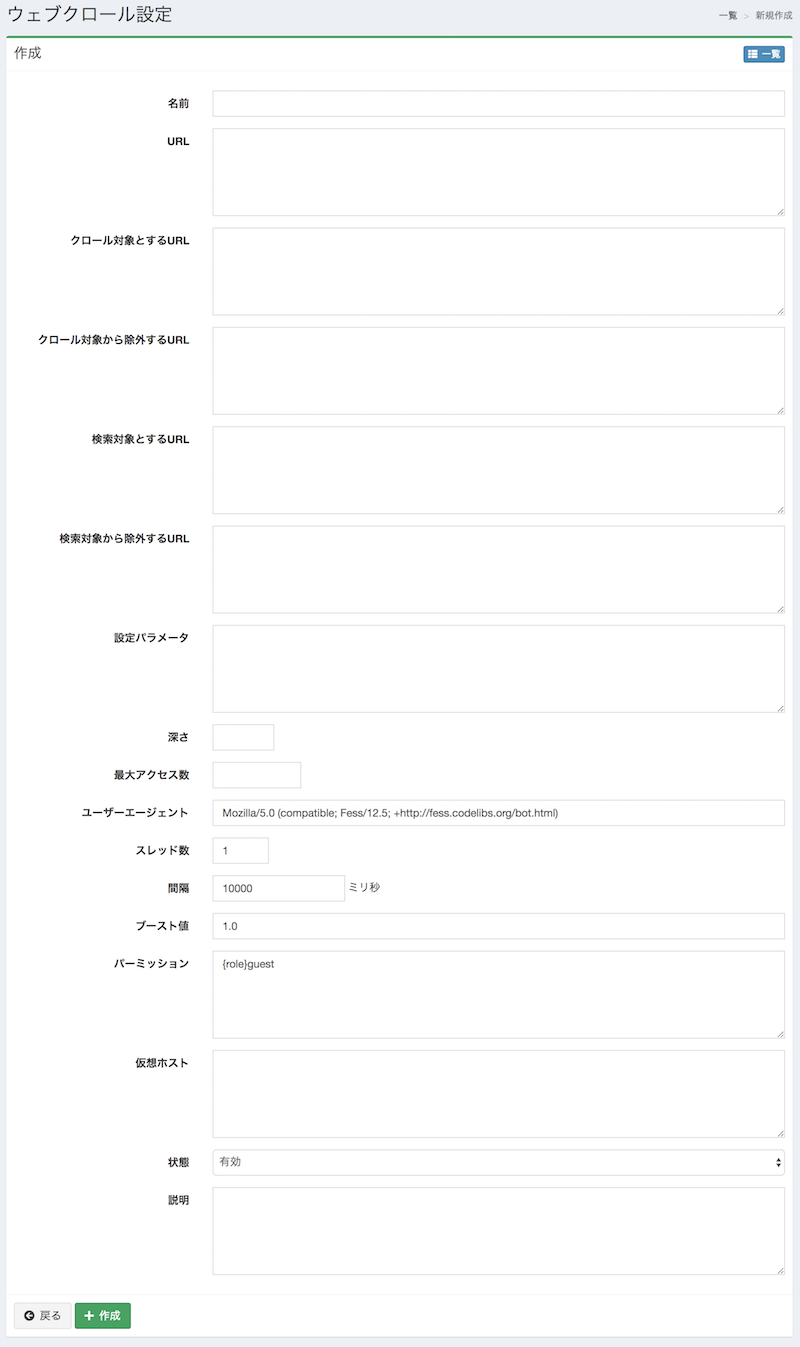 ウェブクロール設定
一覧 > 新規作成
作成
一覧
名前
URL
クロール対象とするURL
クロール対象から除外するURL
検索対象とするURL
検索対象から除外するURL
設定パラメータ
深さ
最大アクセス数
ユーザーエージェント Mozilla/5.0 (compatible; Fess/12.5; +http://fess.codelibs.org/bot.html)
スレッド数 1
間隔 10000 ミリ秒
ブースト値 1.0
パーミッション {role}guest
仮想ホスト
状態 有効
説明
戻る 作成